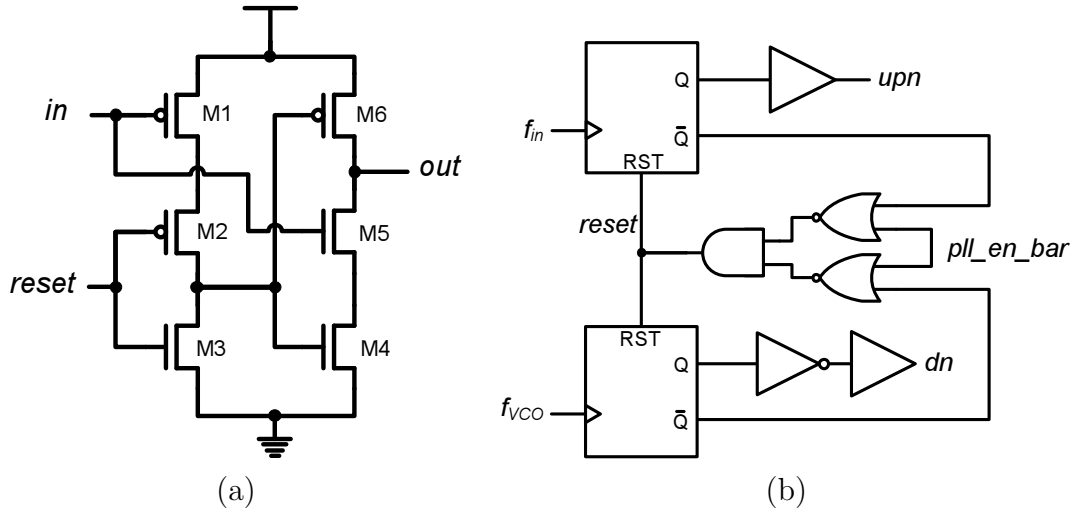 in
M1
M6
out
M2
M5
reset
M3
M4
(a)
Q
upn
f_in
Q̄
RST
reset
pll_en_bar
RST
Q
dn
f_VCO
Q̄
(b)